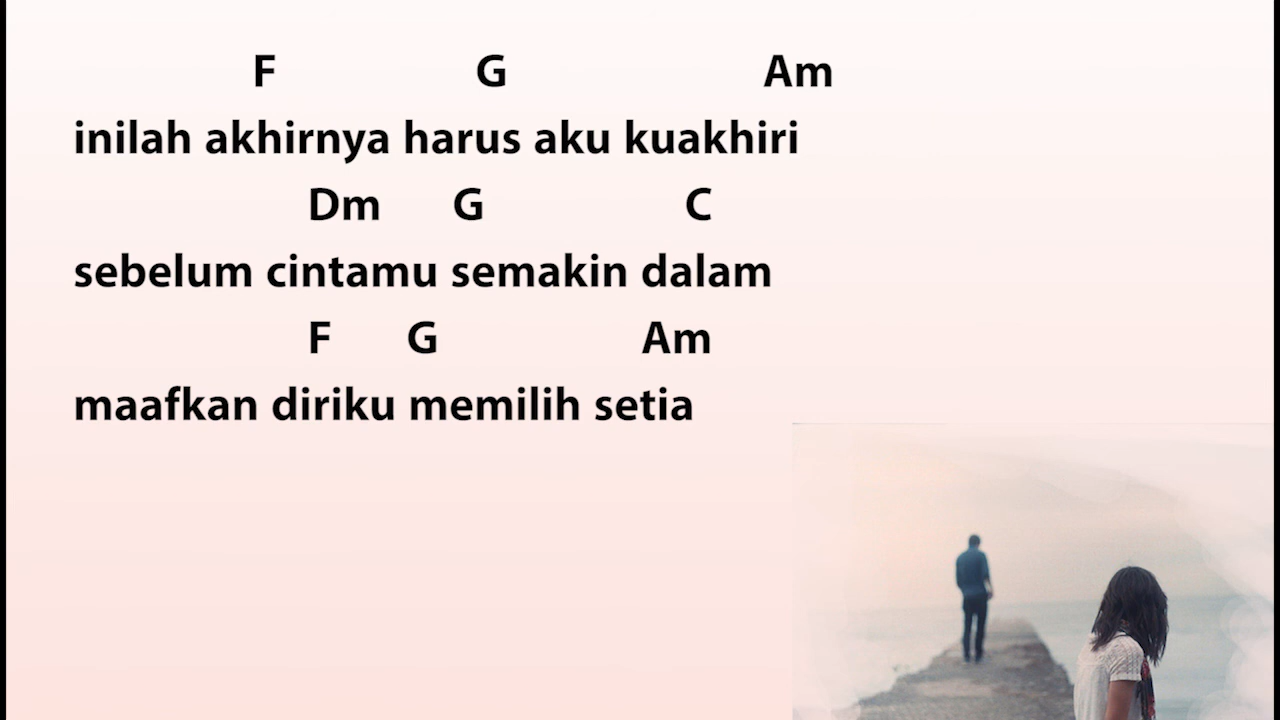 F G Am
inilah akhirnya harus aku kuakhiri
Dm G C
sebelum cintamu semakin dalam
F G Am
maafkan diriku memilih setia